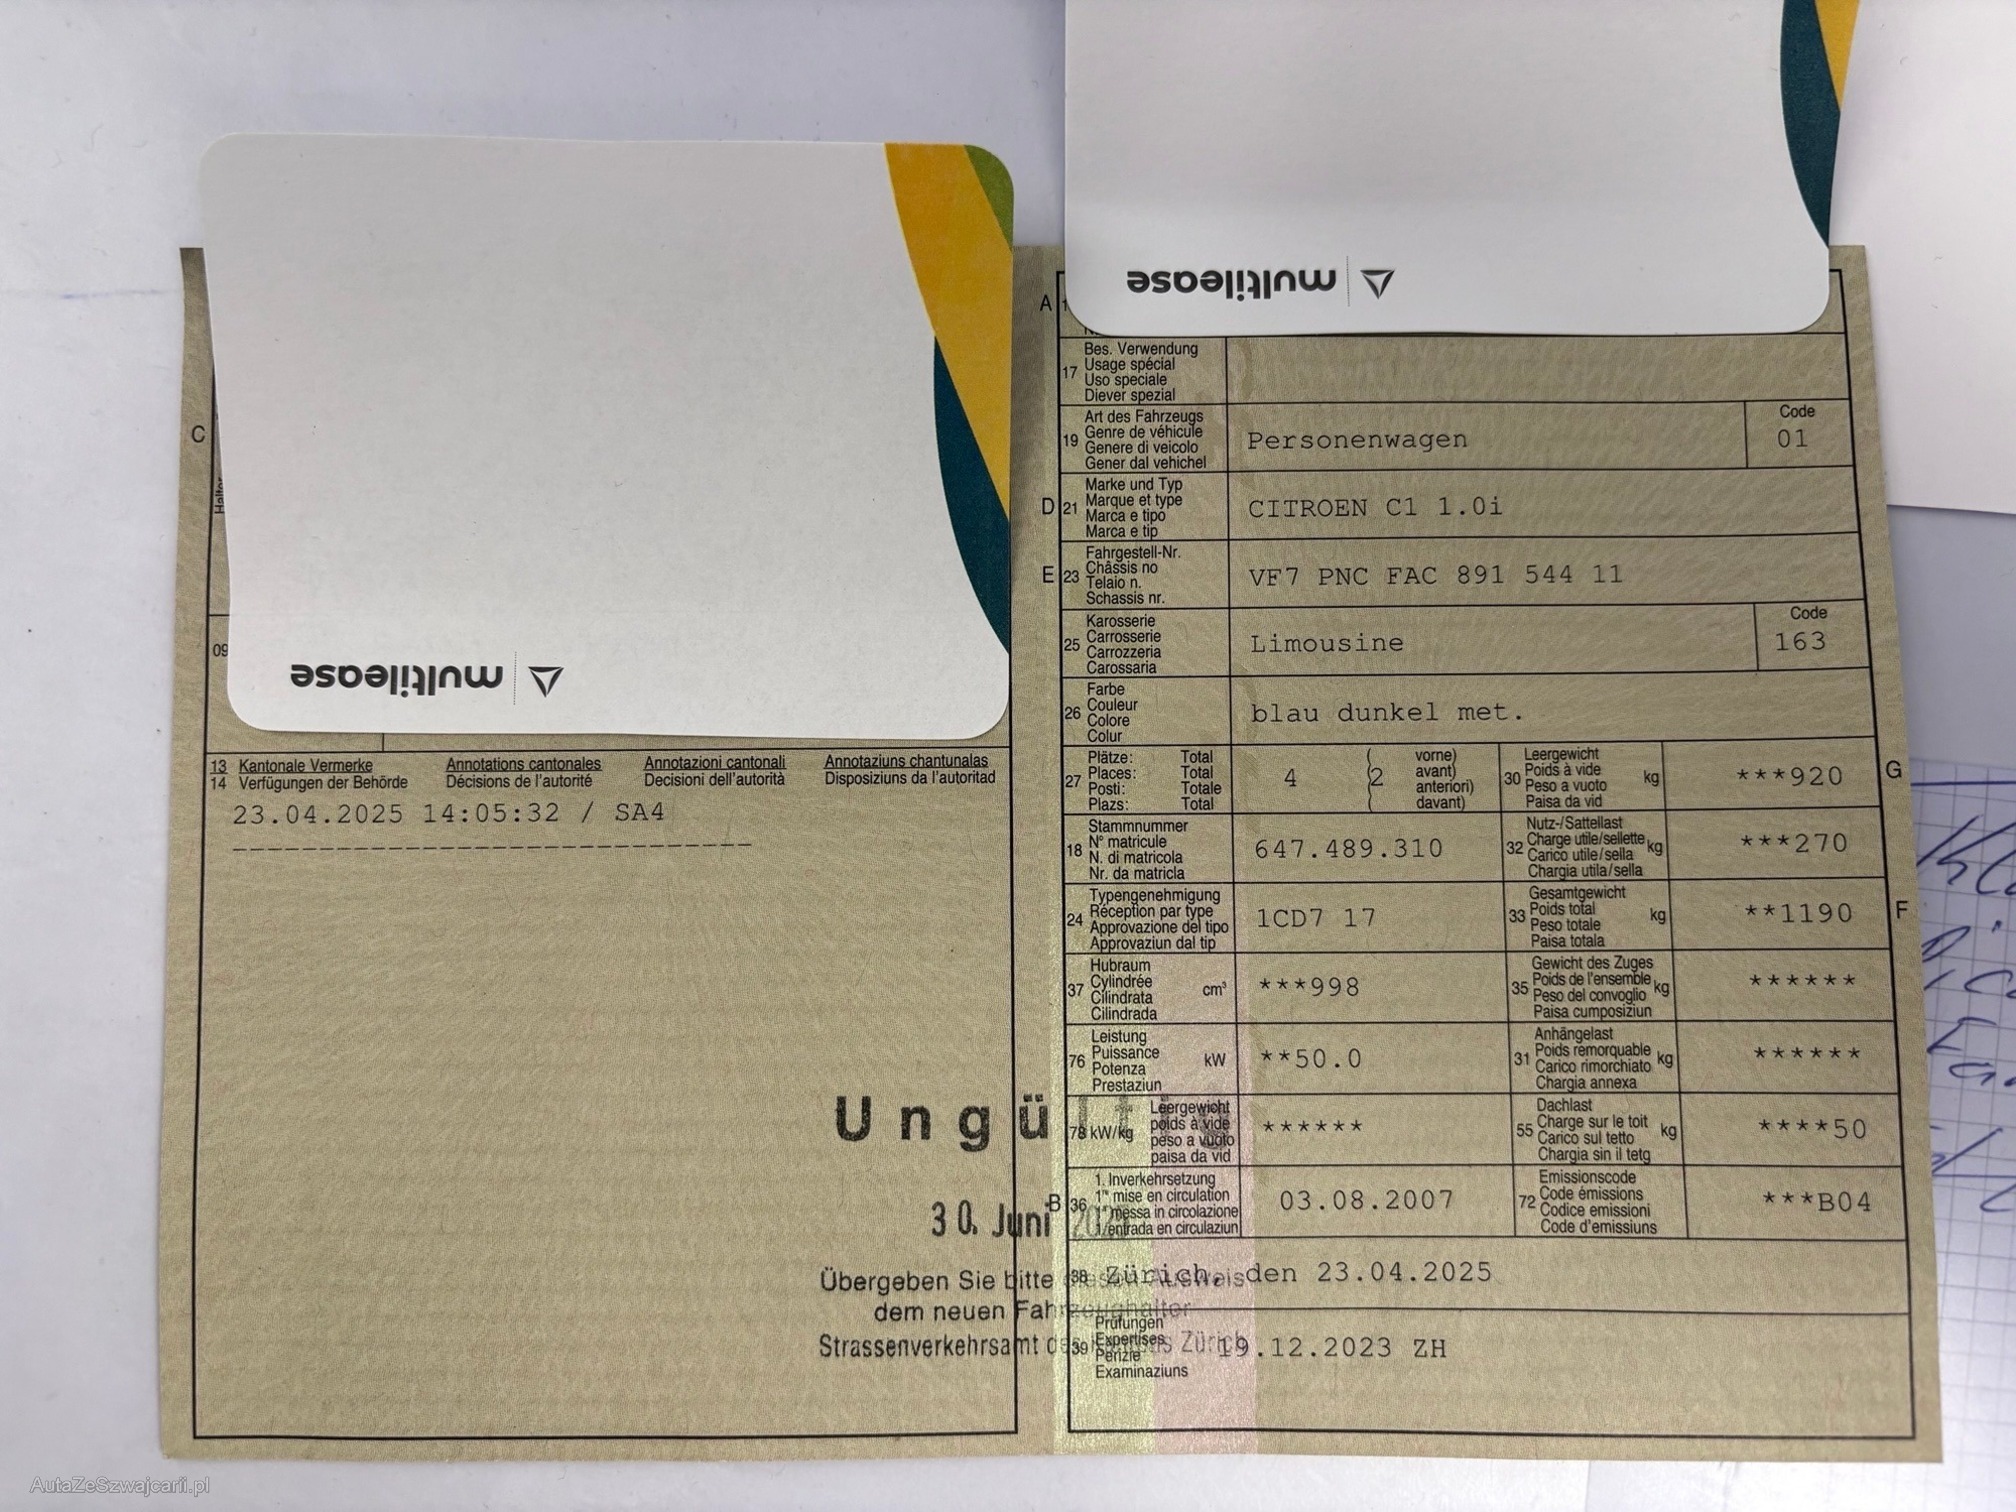 multilease
multilease
A
C
Halter
09
13 Kantonale Vermerke Annotations cantonales Annotazioni cantonali Annotaziuns chantunalas
14 Verfügungen der Behörde Décisions de l'autorité Decisioni dell'autorità Disposiziuns da l'autoritad
23.04.2025 14:05:32 / SA4
Ungültig
30. Juni
Übergeben Sie bitte diesen Ausweis
dem neuen Fahrzeughalter
Strassenverkehrsamt des Kantons Zürich
17 Bes. Verwendung
Usage spécial
Uso speciale
Diever spezial
19 Art des Fahrzeugs
Genre de véhicule
Genere di veicolo
Gener dal vehichel
Personenwagen
Code
01
D 21 Marke und Typ
Marque et type
Marca e tipo
Marca e tip
CITROEN C1 1.0i
E 23 Fahrgestell-Nr.
Châssis no
Telaio n.
Schassis nr.
VF7 PNC FAC 891 544 11
25 Karosserie
Carrosserie
Carrozzeria
Carossaria
Limousine
Code
163
26 Farbe
Couleur
Colore
Colur
blau dunkel met.
27 Plätze: Total
Places: Total
Posti: Totale
Plazs: Total
4 (2 vorne)
avant)
anteriori)
davant)
30 Leergewicht
Poids à vide kg
Peso a vuoto
Paisa da vid
***920 G
18 Stammnummer
N° matricule
N. di matricola
Nr. da matricla
647.489.310
32 Nutz-/Sattellast
Charge utile/sellette kg
Carico utile/sella
Chargia utila/sella
***270
24 Typengenehmigung
Réception par type
Approvazione del tipo
Approvaziun dal tip
1CD7 17
33 Gesamtgewicht
Poids total kg
Peso totale
Paisa totala
**1190 F
37 Hubraum
Cylindrée cm³
Cilindrata
Cilindrada
***998
35 Gewicht des Zuges
Poids de l'ensemble kg
Peso del convoglio
Paisa cumposiziun
******
76 Leistung
Puissance kW
Potenza
Prestaziun
**50.0
31 Anhängelast
Poids remorquable kg
Carico rimorchiato
Chargia annexa
******
78 kW/kg Leergewicht
poids à vide
peso a vuoto
paisa da vid
******
55 Dachlast
Charge sur le toit kg
Carico sul tetto
Chargia sin il tetg
****50
B 36 1. Inverkehrsetzung
1re mise en circulation
1a messa in circolazione
1. entrada en circulaziun
03.08.2007
72 Emissionscode
Code émissions
Codice emissioni
Code d'emissiuns
***B04
38 Zürich, den 23.04.2025
39 Prüfungen
Expertises
Perizie
Examinaziuns
19.12.2023 ZH
AutaZeSzwajcarii.pl